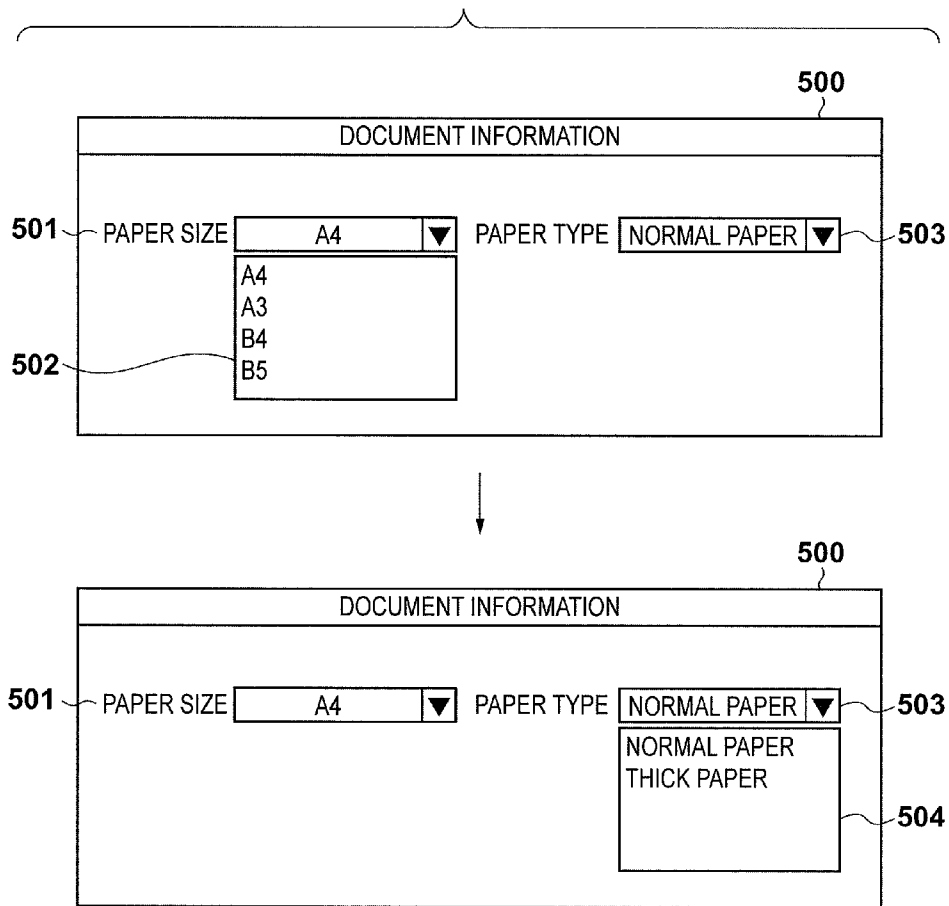 500
DOCUMENT INFORMATION
501 PAPER SIZE A4 PAPER TYPE NORMAL PAPER 503
A4
A3
B4
502 B5
500
DOCUMENT INFORMATION
501 PAPER SIZE A4 PAPER TYPE NORMAL PAPER 503
NORMAL PAPER
THICK PAPER
504